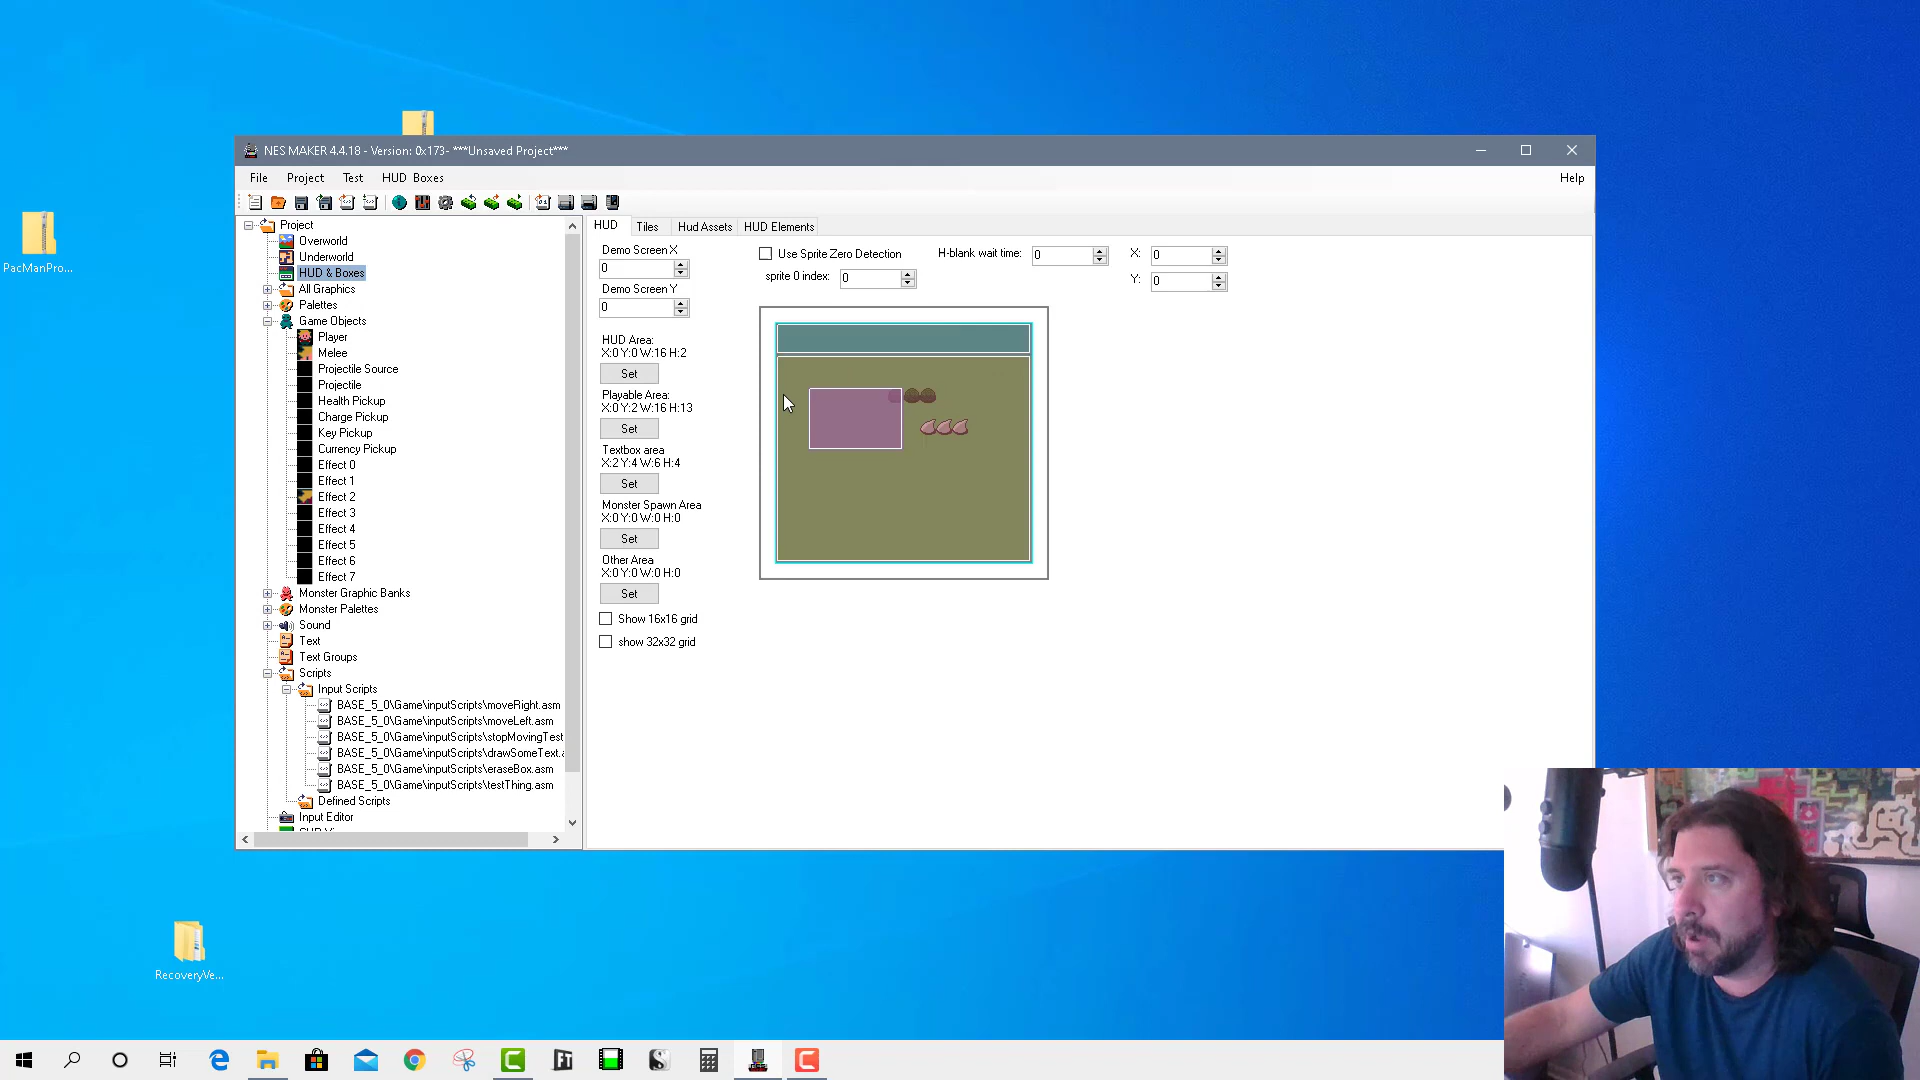 NES MAKER 4.4.18 - Version: 0x173- ***Unsaved Project***
File Project Test HUD Boxes Help
Project
Overworld
Underworld
HUD & Boxes
All Graphics
Palettes
Game Objects
Player
Melee
Projectile Source
Projectile
Health Pickup
Charge Pickup
Key Pickup
Currency Pickup
Effect 0
Effect 1
Effect 2
Effect 3
Effect 4
Effect 5
Effect 6
Effect 7
Monster Graphic Banks
Monster Palettes
Sound
Text
Text Groups
Scripts
Input Scripts
BASE_5_0\Game\inputScripts\moveRight.asm
BASE_5_0\Game\inputScripts\moveLeft.asm
BASE_5_0\Game\inputScripts\stopMovingTest
BASE_5_0\Game\inputScripts\drawSomeText.a
BASE_5_0\Game\inputScripts\eraseBox.asm
BASE_5_0\Game\inputScripts\testThing.asm
Defined Scripts
Input Editor
HUD Tiles Hud Assets HUD Elements
Demo Screen X
0
Demo Screen Y
0
HUD Area:
X:0 Y:0 W:16 H:2
Set
Playable Area:
X:0 Y:2 W:16 H:13
Set
Textbox area
X:2 Y:4 W:6 H:4
Set
Monster Spawn Area
X:0 Y:0 W:0 H:0
Set
Other Area
X:0 Y:0 W:0 H:0
Set
Show 16x16 grid
show 32x32 grid
Use Sprite Zero Detection
sprite 0 index: 0
H-blank wait time: 0
X: 0
Y: 0
PacManPro...
RecoveryVe...